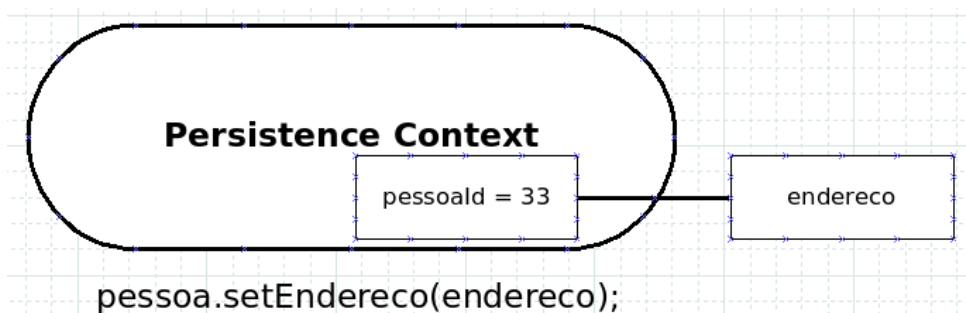 Persistence Context
pessoaId = 33
endereco
pessoa.setEndereco(endereco);